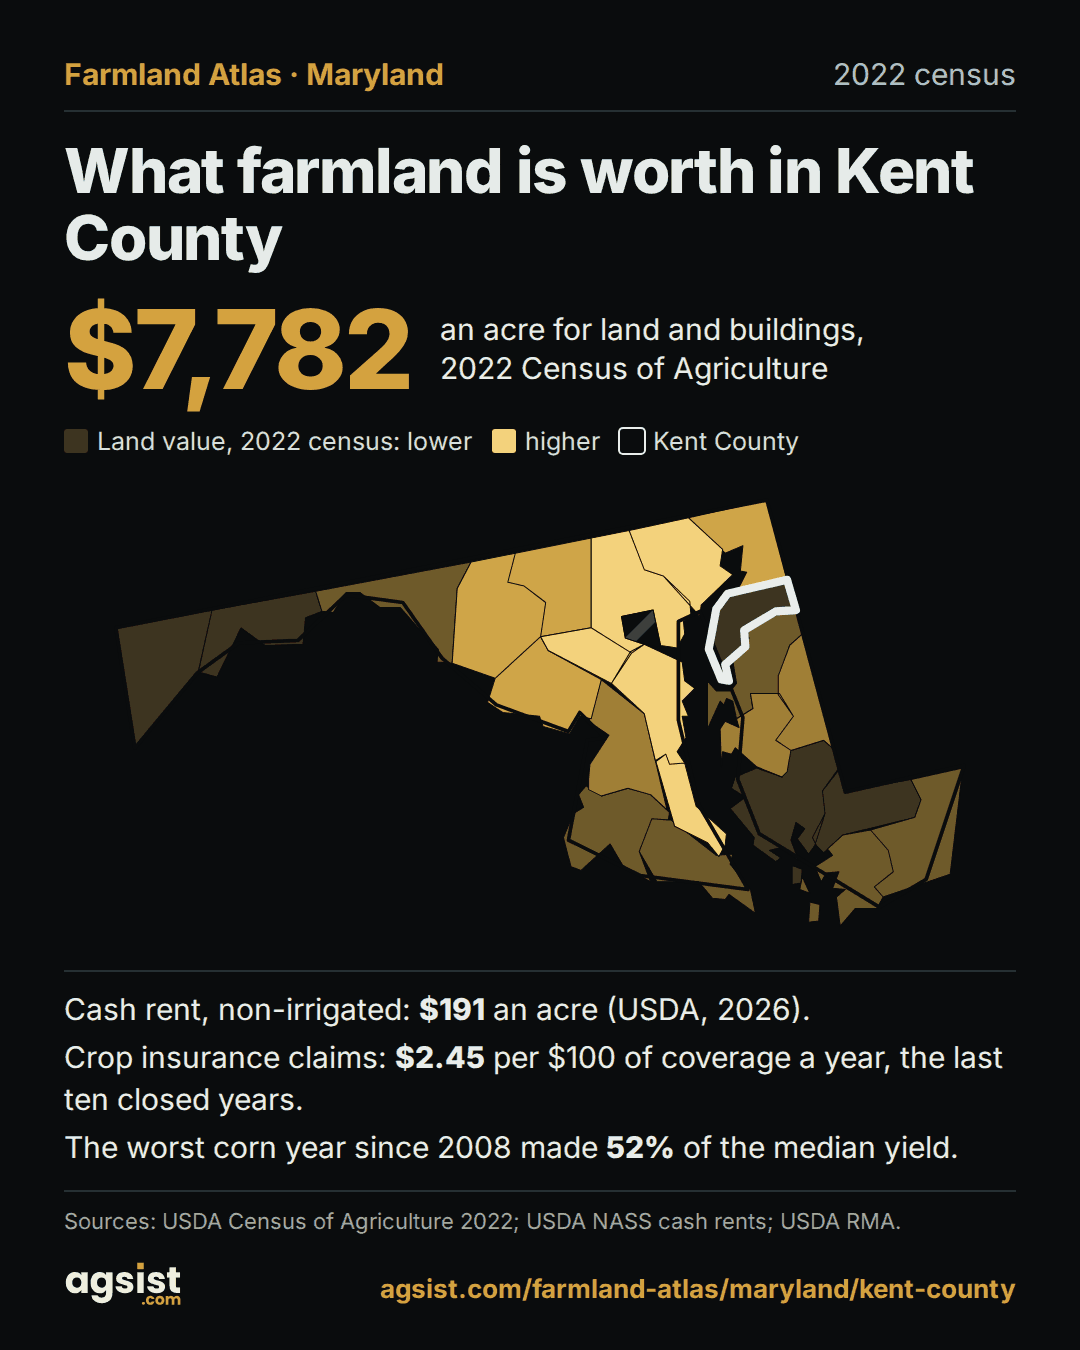 Farmland Atlas · Maryland
2022 census
What farmland is worth in Kent
County
$7,782
an acre for land and buildings,
2022 Census of Agriculture
Land value, 2022 census: lower
higher
Kent County
Cash rent, non-irrigated: $191 an acre (USDA, 2026).
Crop insurance claims: $2.45 per $100 of coverage a year, the last
ten closed years.
The worst corn year since 2008 made 52% of the median yield.
Sources: USDA Census of Agriculture 2022; USDA NASS cash rents; USDA RMA.
agsist
.com
agsist.com/farmland-atlas/maryland/kent-county